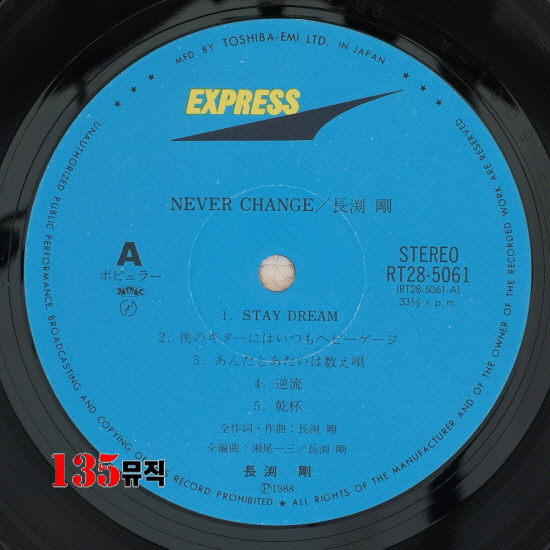 MFD. BY TOSHIBA-EMI LTD. IN JAPAN
★ ★ ★
★ ★ ★
EXPRESS
NEVER CHANGE／長渕 剛
A
ポピュラー
JASRAC
Ⓟ
STEREO
RT28-5061
(RT28-5061-A)
33⅓ r.p.m.
1. STAY DREAM
2. 僕のギターにはいつもヘビーゲージ
3. あんたとあたいは数え唄
4. 逆流
5. 乾杯
全作詞・作曲：長渕 剛
全編曲：瀬尾一三／長渕 剛
長渕 剛
Ⓟ1988
UNAUTHORIZED PUBLIC PERFORMANCE, BROADCASTING AND COPYING OF THIS RECORD PROHIBITED ★ ALL RIGHTS OF THE MANUFACTURER AND OF THE OWNER OF THE RECORDED WORK RESERVED
135뮤직